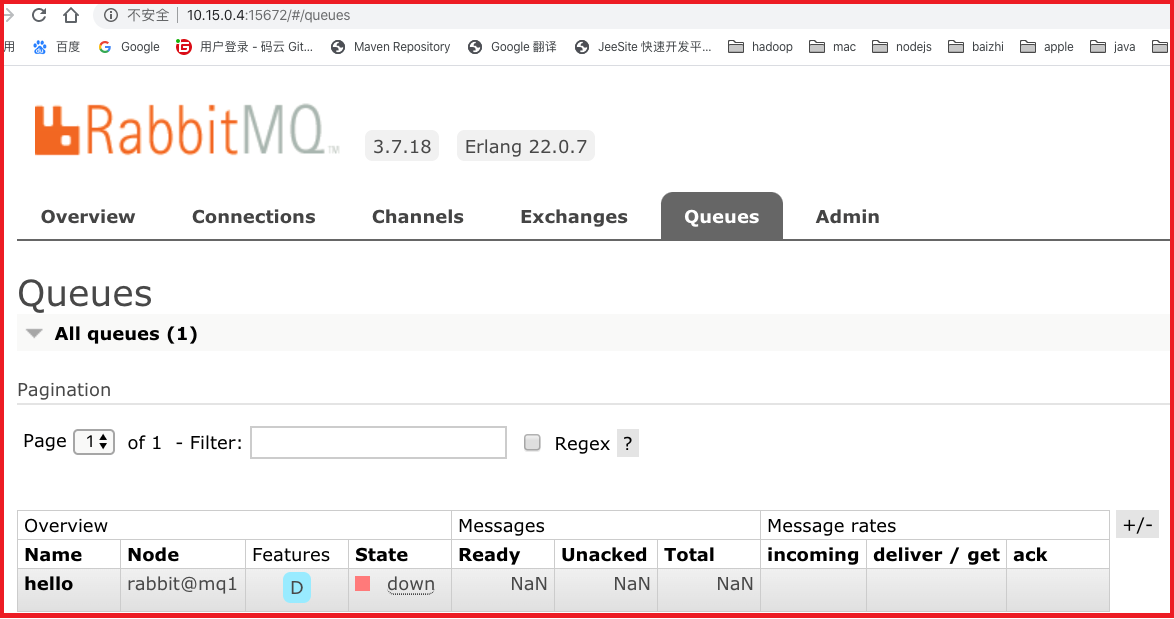 不安全 10.15.0.4:15672/#/queues
用 百度 Google 用户登录 - 码云 Git... Maven Repository Google 翻译 JeeSite 快速开发平... hadoop mac nodejs baizhi apple java
RabbitMQ TM 3.7.18 Erlang 22.0.7
Overview Connections Channels Exchanges Queues Admin
Queues
All queues (1)
Pagination
Page 1 of 1 - Filter: Regex ?
Overview Messages Message rates +/-
Name Node Features State Ready Unacked Total incoming deliver / get ack
hello rabbit@mq1 D down NaN NaN NaN